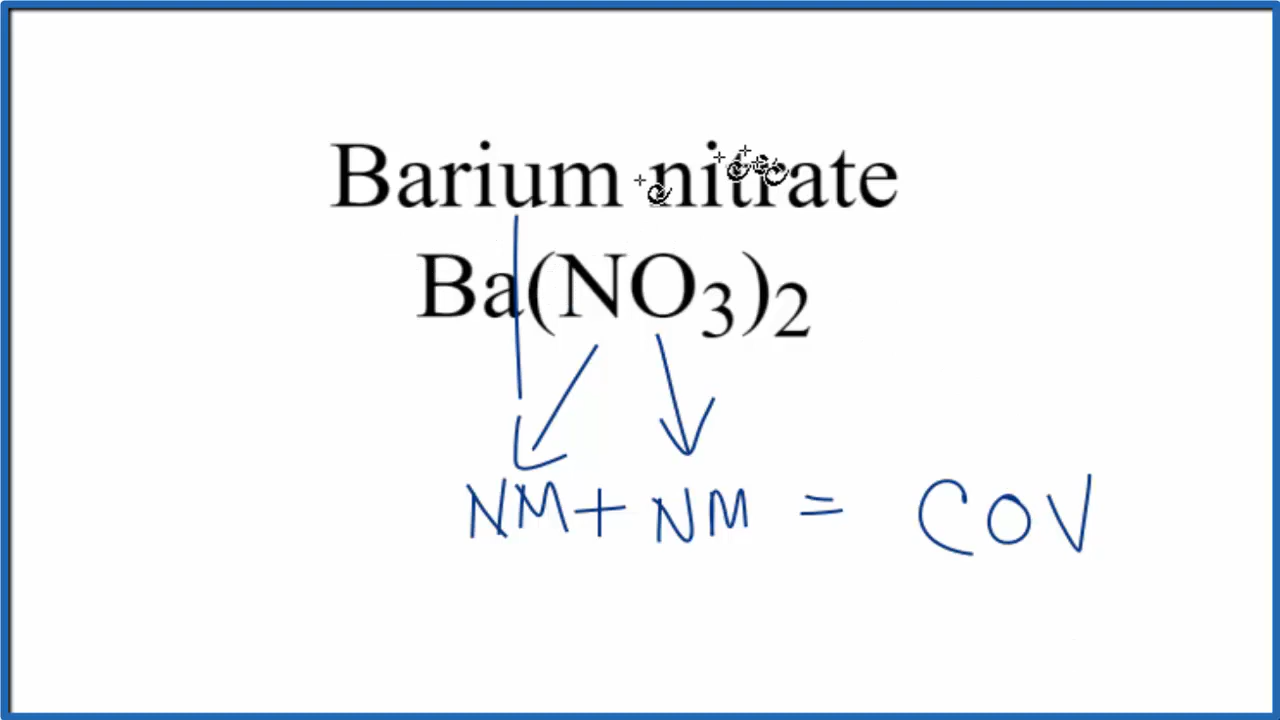 Barium nitrate
Ba(NO3)2
NM + NM = COV